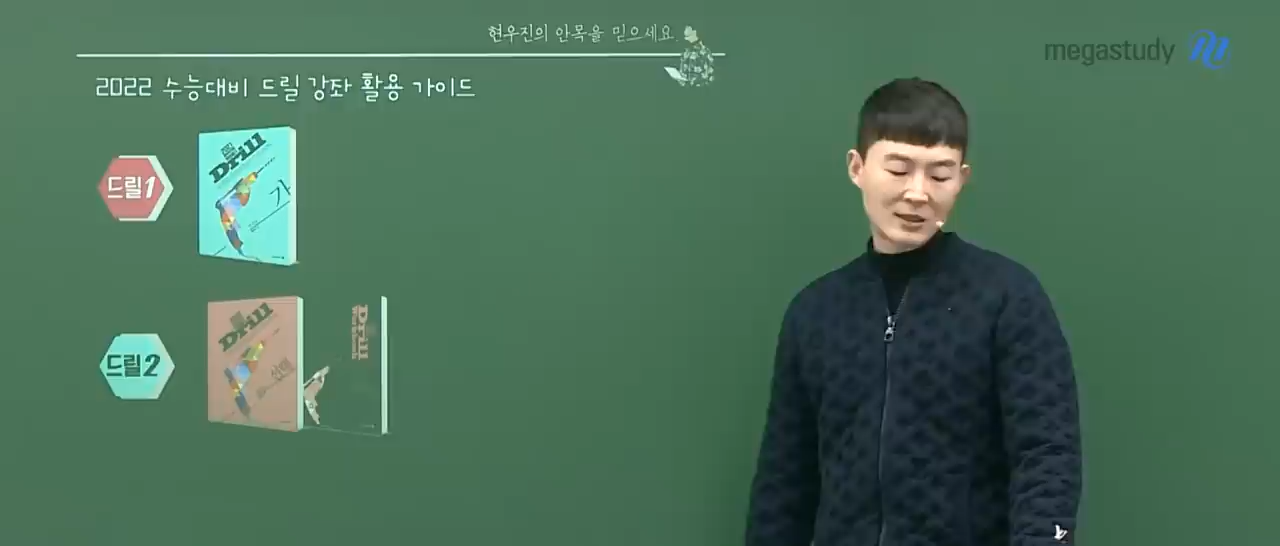 현우진의 안목을 믿으세요
megastudy
2022 수능대비 드릴 강좌 활용 가이드
드릴1
Drill
가
드릴2
Drill
Drill